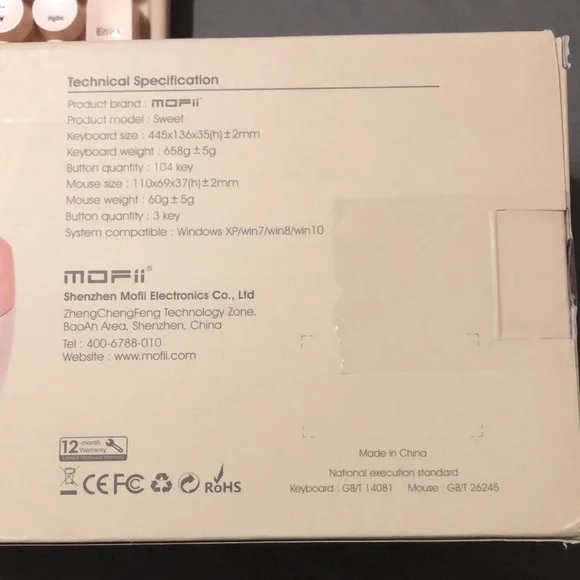 Enter
Technical Specification
Product brand : MOFii
Product model : Sweet
Keyboard size : 445x136x35(h)±2mm
Keyboard weight : 658g±5g
Button quantity : 104 key
Mouse size : 110x69x37(h)±2mm
Mouse weight : 60g±5g
Button quantity : 3 key
System compatible : Windows XP/win7/win8/win10
MOFii®
Shenzhen Mofii Electronics Co., Ltd
ZhengChengFeng Technology Zone,
BaoAn Area, Shenzhen, China
Tel : 400-6788-010
Website : www.mofii.com
12 -month
Warranty
Limited Hardware Warranty
CE FC RoHS
Made in China
National execution standard
Keyboard : GB/T 14081 Mouse : GB/T 26245